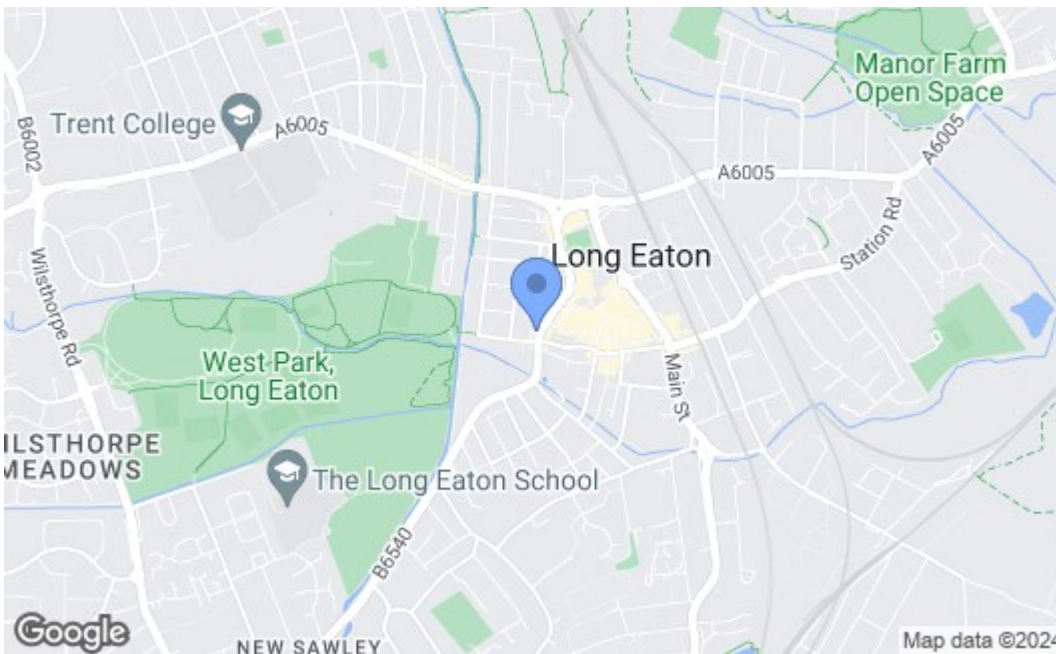 Manor Farm
Open Space
B6002
Trent College
A6005
A6005
A6005
Station Rd
Long Eaton
Wilsthorpe Rd
West Park,
Long Eaton
Main St
ILSTHORPE
MEADOWS
The Long Eaton School
B6540
NEW SAWLEY
Google
Map data ©2024